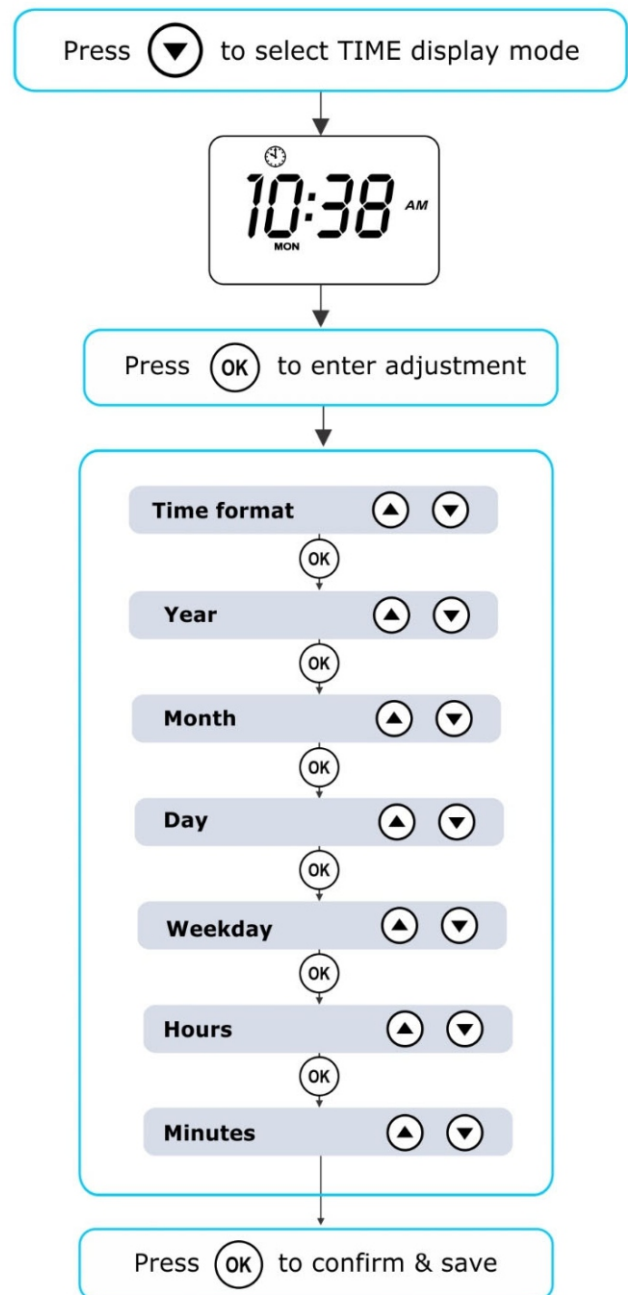 Press ▼ to select TIME display mode
10:38 AM
MON
Press OK to enter adjustment
Time format ▲ ▼
OK
Year ▲ ▼
OK
Month ▲ ▼
OK
Day ▲ ▼
OK
Weekday ▲ ▼
OK
Hours ▲ ▼
OK
Minutes ▲ ▼
Press OK to confirm & save